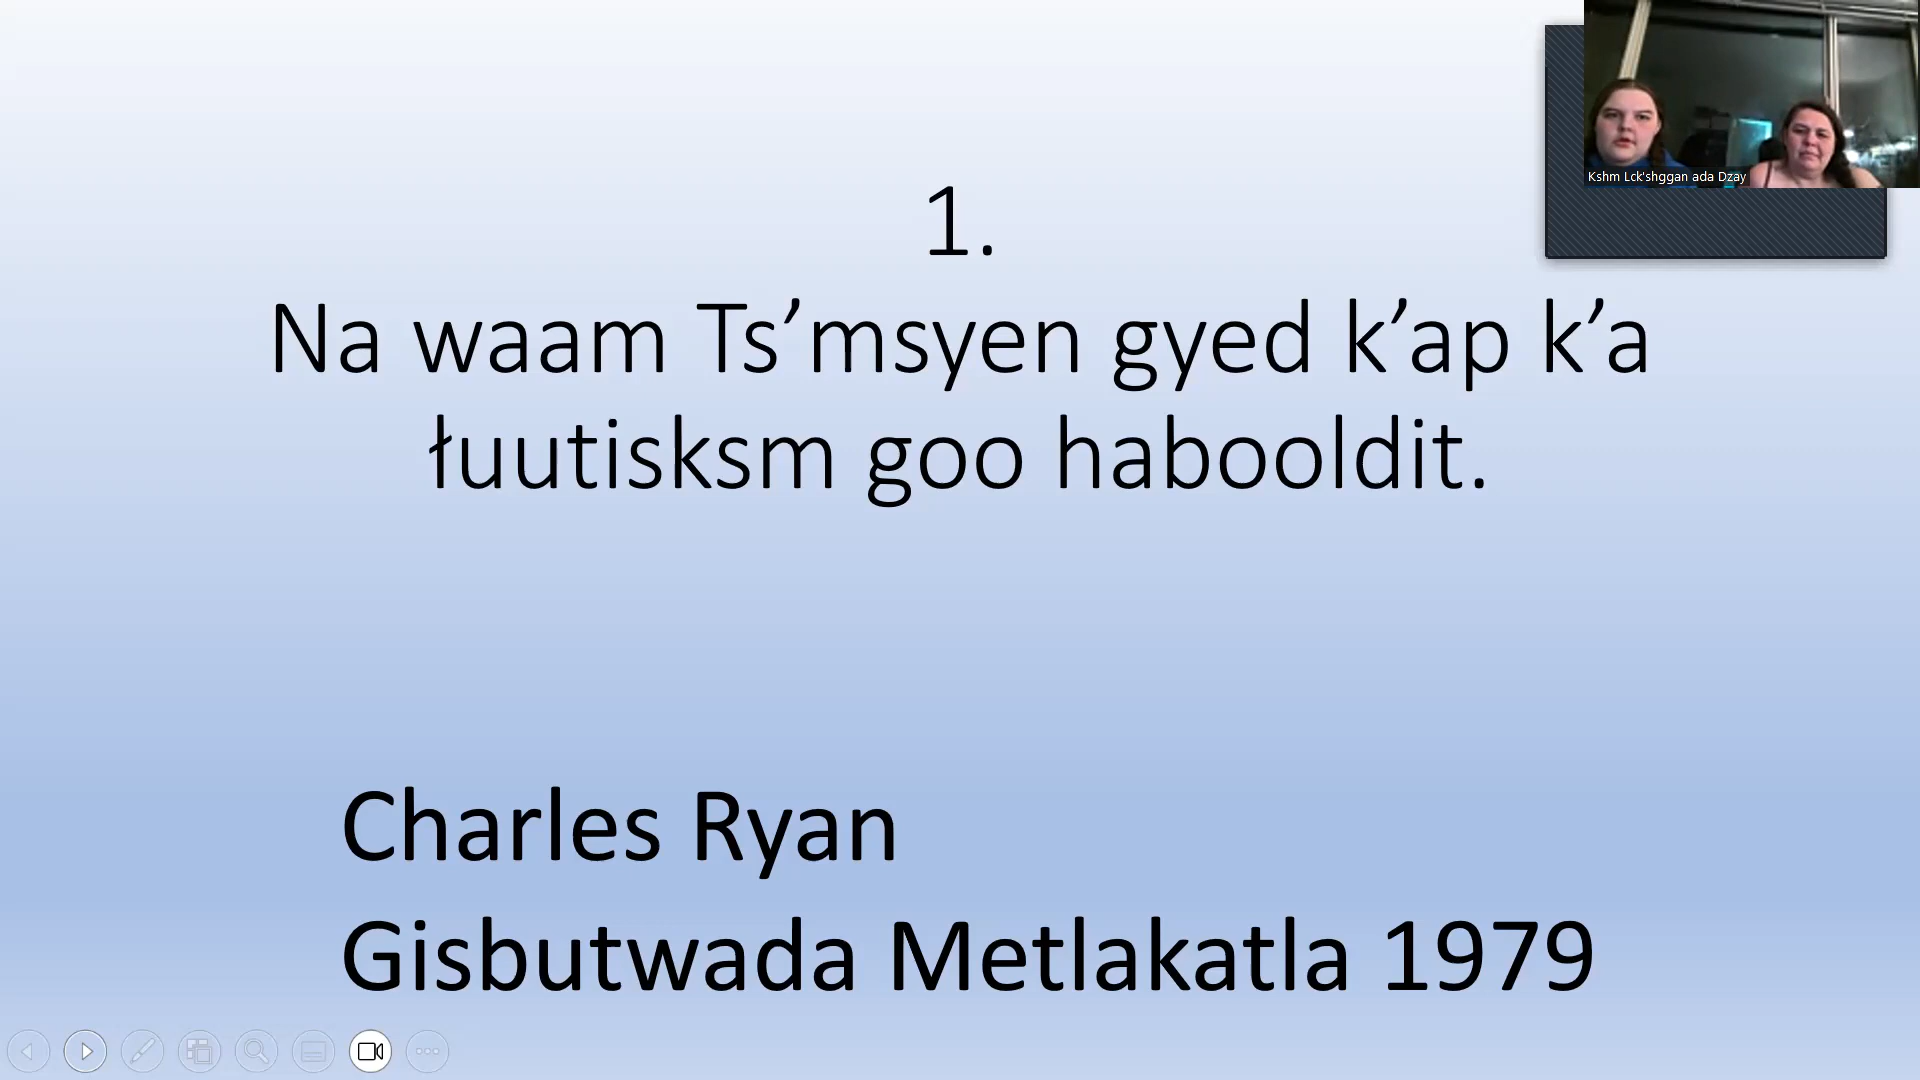 Kshm Lck'shggan ada Dzay
1.
Na waam Ts’msyen gyed k’ap k’a
łuutisksm goo habooldit.
Charles Ryan
Gisbutwada Metlakatla 1979